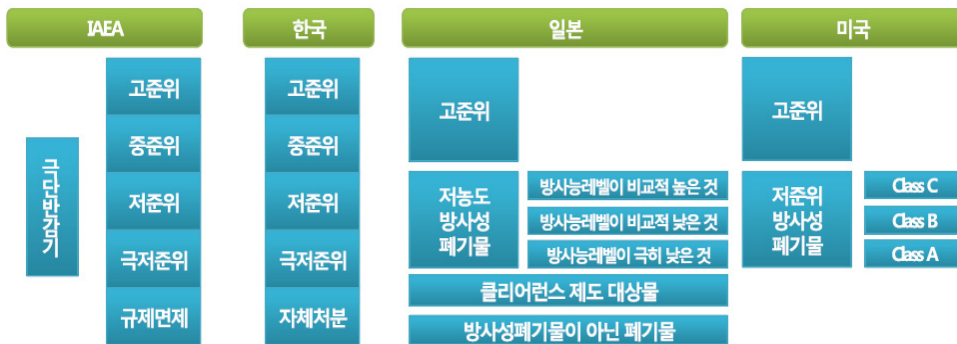 IAEA
극단반감기
고준위
중준위
저준위
극저준위
규제면제
한국
고준위
중준위
저준위
극저준위
자체처분
일본
고준위
저농도
방사성
폐기물
방사능레벨이 비교적 높은 것
방사능레벨이 비교적 낮은 것
방사능레벨이 극히 낮은 것
클리어런스 제도 대상물
방사성폐기물이 아닌 폐기물
미국
고준위
저준위
방사성
폐기물
Class C
Class B
Class A